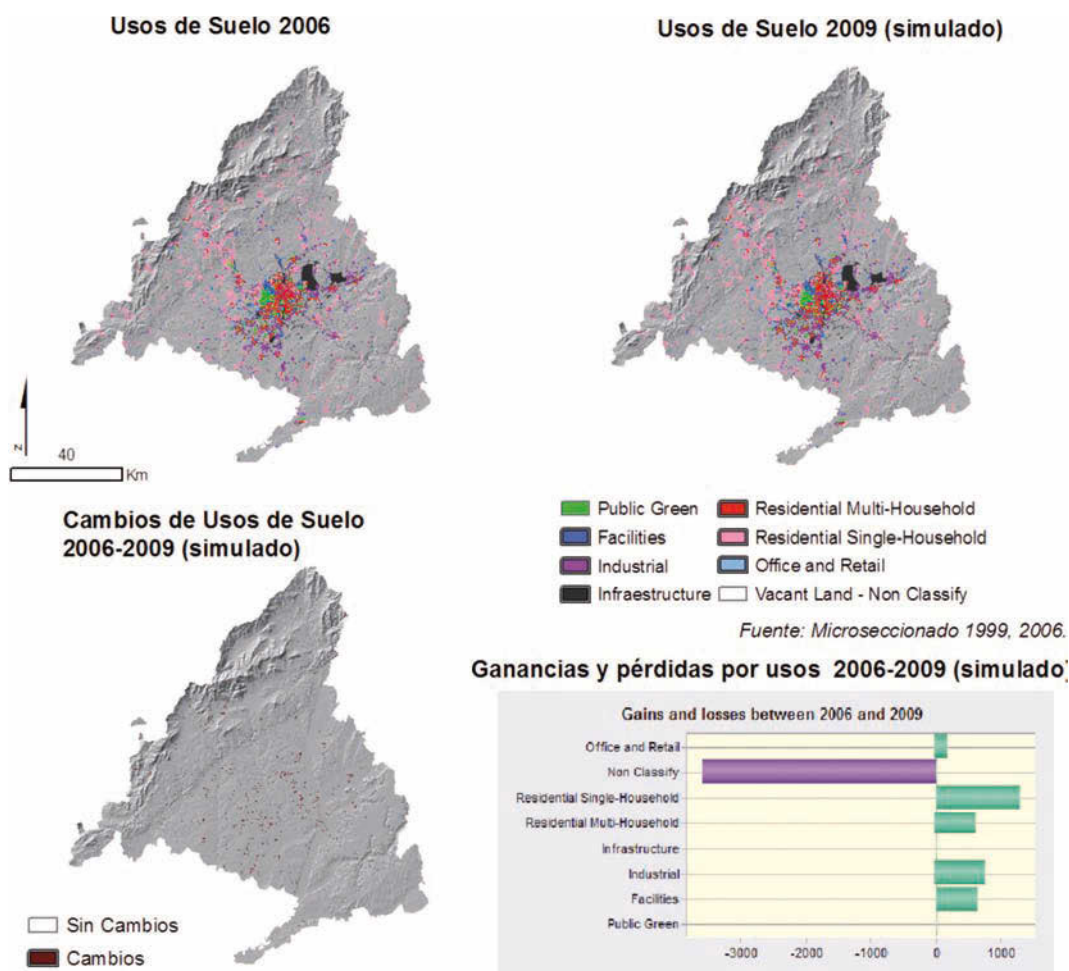 Usos de Suelo 2006
Usos de Suelo 2009 (simulado)
N
40
Km
Cambios de Usos de Suelo
2006-2009 (simulado)
Sin Cambios
Cambios
Public Green
Facilities
Industrial
Infraestructure
Residential Multi-Household
Residential Single-Household
Office and Retail
Vacant Land - Non Classify
Fuente: Microseccionado 1999, 2006.
Ganancias y pérdidas por usos 2006-2009 (simulado)
Gains and losses between 2006 and 2009
Office and Retail
Non Classify
Residential Single-Household
Residential Multi-Household
Infrastructure
Industrial
Facilities
Public Green
-3000 -2000 -1000 0 1000